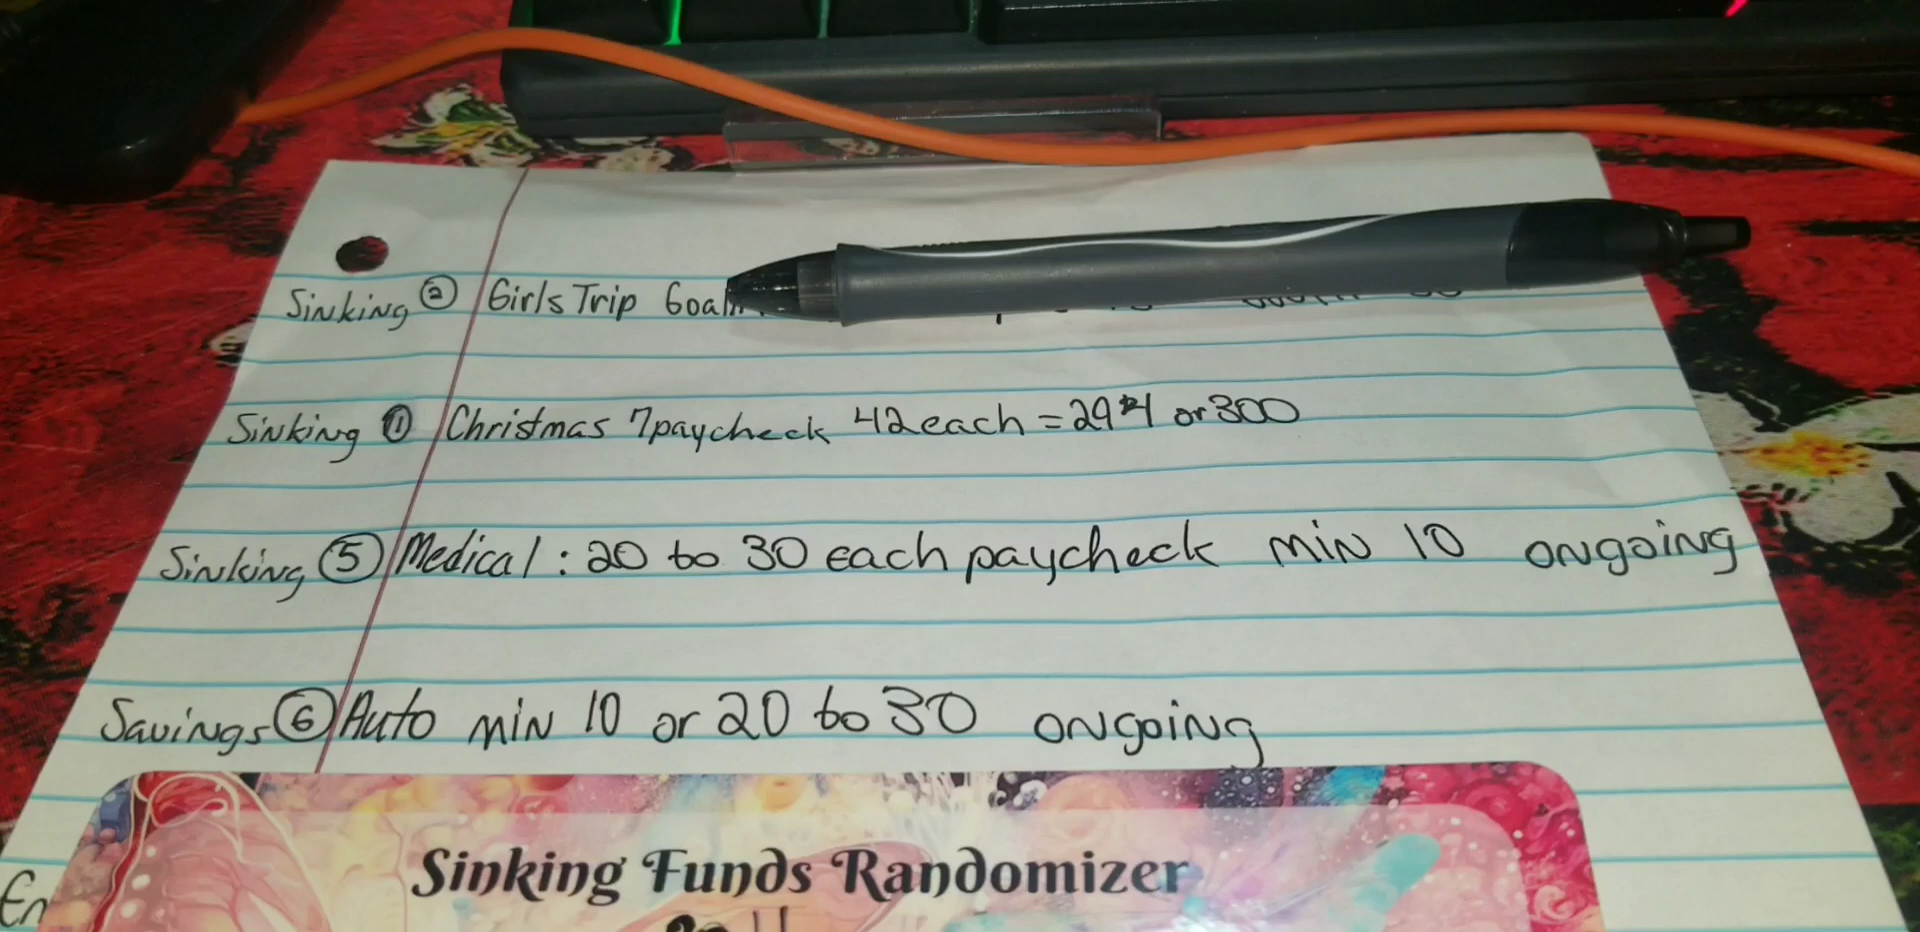 Sinking ② Girls Trip Goal
Sinking ① Christmas 7paycheck 42each = 294 or 300
Sinking ⑤ Medical : 20 to 30 each paycheck min 10 ongoing
Savings ⑥ Auto min 10 or 20 to 30 ongoing
Sinking Funds Randomizer